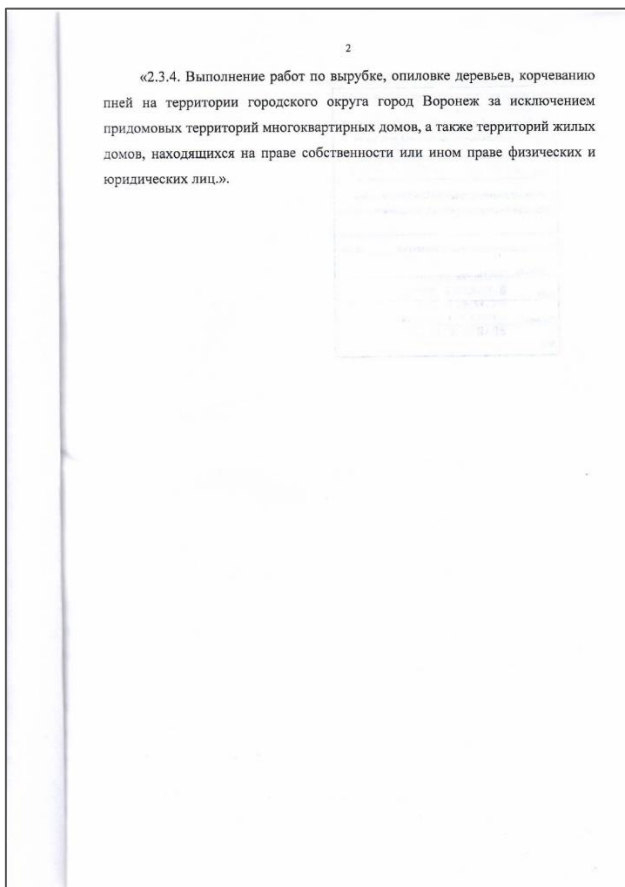 2
«2.3.4. Выполнение работ по вырубке, опиловке деревьев, корчеванию
пней на территории городского округа город Воронеж за исключением
придомовых территорий многоквартирных домов, а также территорий жилых
домов, находящихся на праве собственности или ином праве физических и
юридических лиц.».